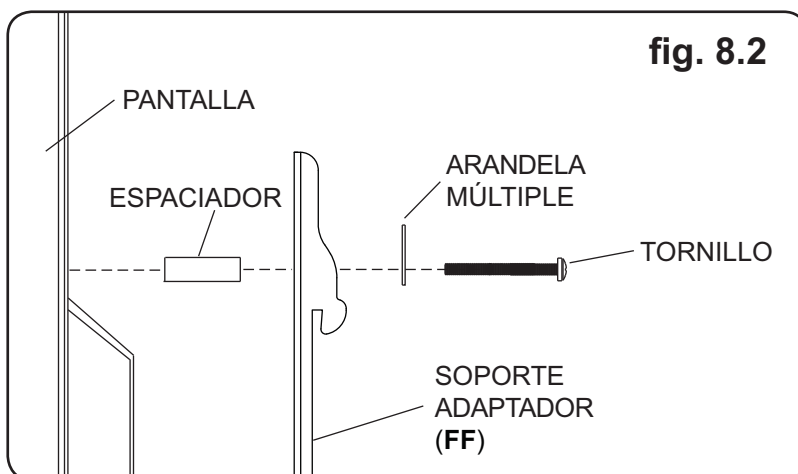 fig. 8.2
PANTALLA
ESPACIADOR
ARANDELA
MÚLTIPLE
TORNILLO
SOPORTE
ADAPTADOR
(FF)